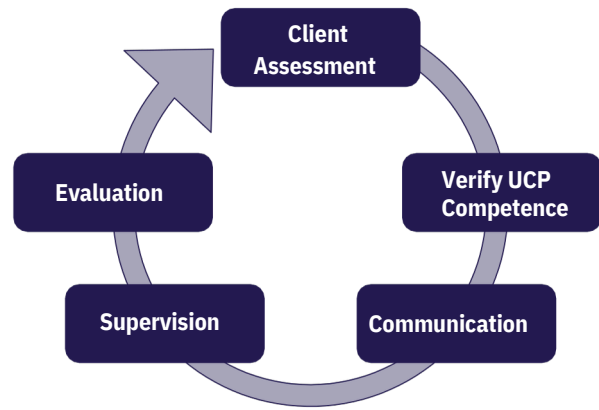 Client
Assessment
Verify UCP
Competence
Communication
Supervision
Evaluation